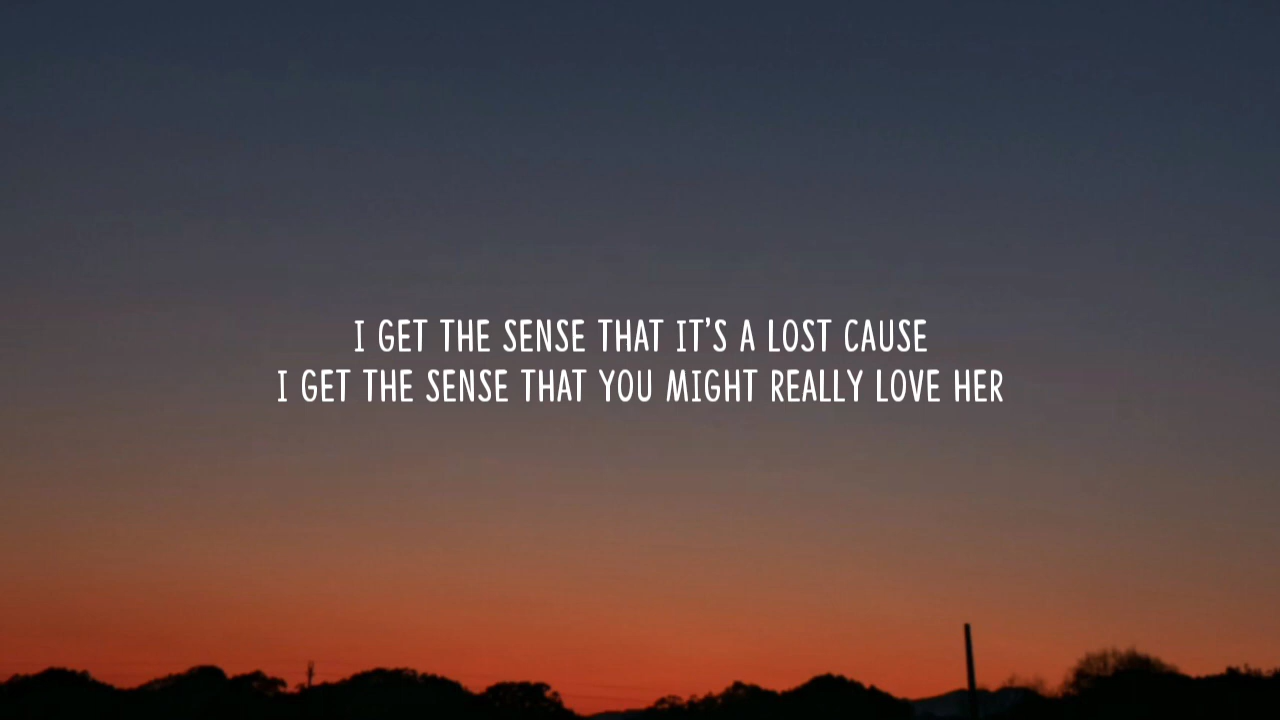 I GET THE SENSE THAT IT'S A LOST CAUSE
I GET THE SENSE THAT YOU MIGHT REALLY LOVE HER